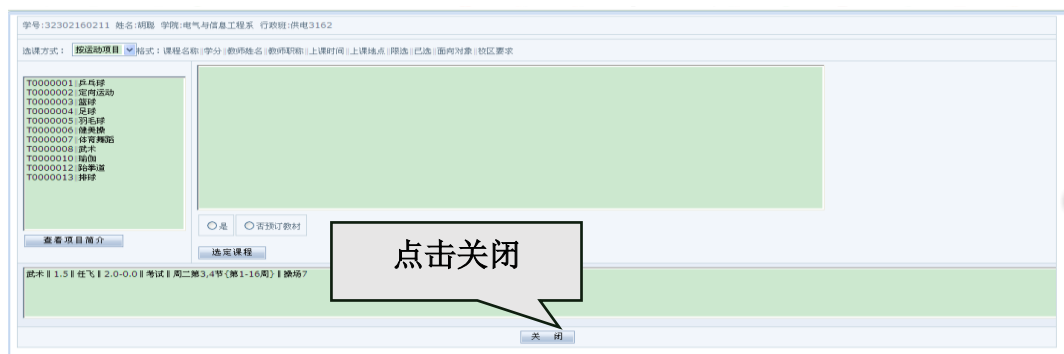 学号:32302160211 姓名:胡聪 学院:电气与信息工程系 行政班:供电3162
选课方式： 按运动项目 格式：课程名称||学分||教师姓名||教师职称||上课时间||上课地点||限选||已选||面向对象||校区要求
T0000001||乒乓球
T0000002||定向运动
T0000003||篮球
T0000004||足球
T0000005||羽毛球
T0000006||健美操
T0000007||体育舞蹈
T0000008||武术
T0000010||瑜伽
T0000012||跆拳道
T0000013||排球
○是 ○否预订教材
查看项目简介
选定课程
点击关闭
武术‖1.5‖任飞‖2.0-0.0‖考试‖周二第3,4节{第1-16周}‖操场7
关 闭